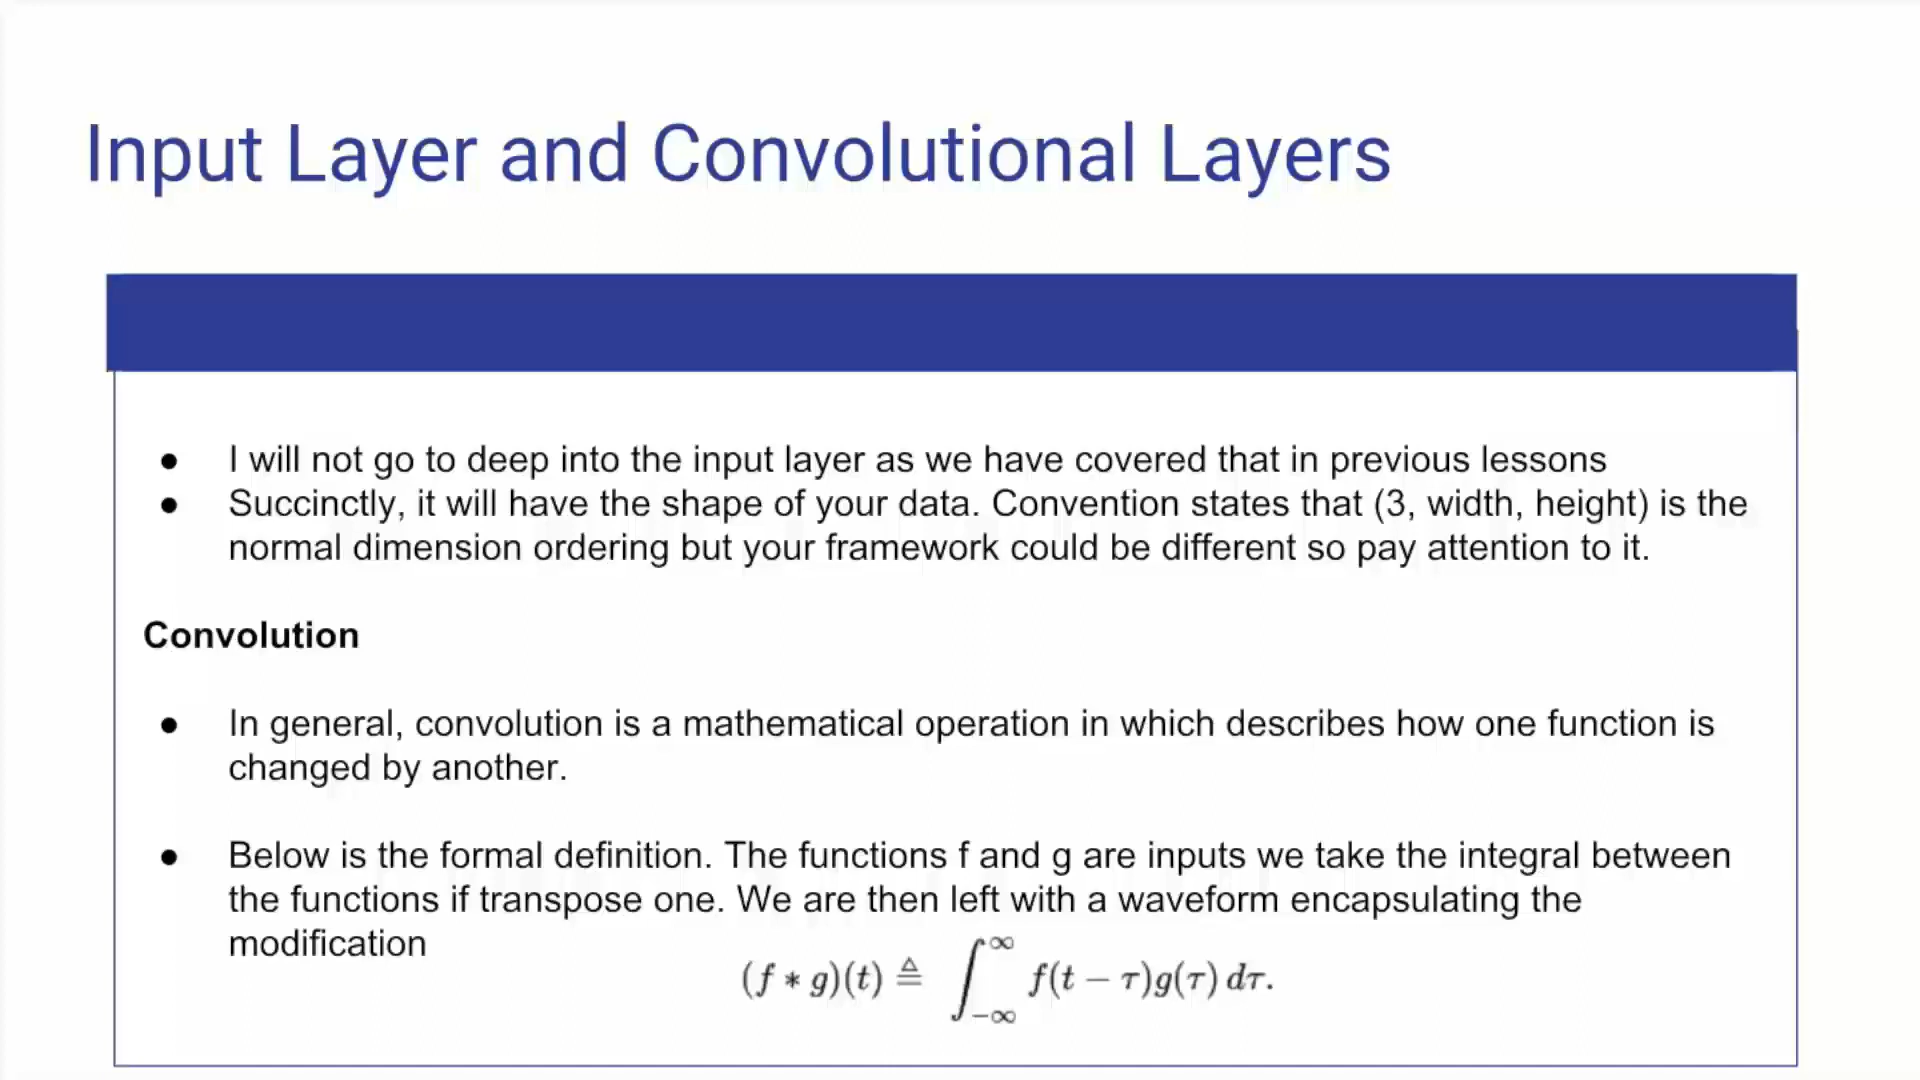 Input Layer and Convolutional Layers
● I will not go to deep into the input layer as we have covered that in previous lessons
● Succinctly, it will have the shape of your data. Convention states that (3, width, height) is the
normal dimension ordering but your framework could be different so pay attention to it.
Convolution
● In general, convolution is a mathematical operation in which describes how one function is
changed by another.
● Below is the formal definition. The functions f and g are inputs we take the integral between
the functions if transpose one. We are then left with a waveform encapsulating the
modification
(f * g)(t) ≜ ∫_{-∞}^{∞} f(t − τ)g(τ) dτ.